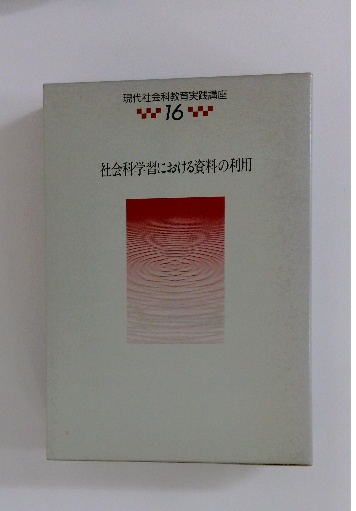 現代社会科教育実践講座
16
社会科学習における資料の利用